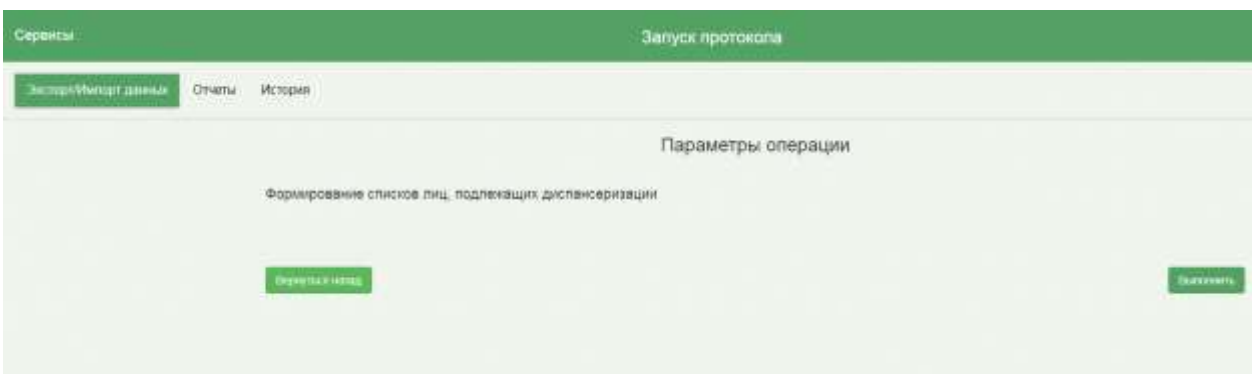 Сервисы
Запуск протокола
Экспорт/Импорт данных
Отчеты
История
Параметры операции
Формирование списков лиц, подлежащих диспансеризации
Вернуться назад
Выполнить